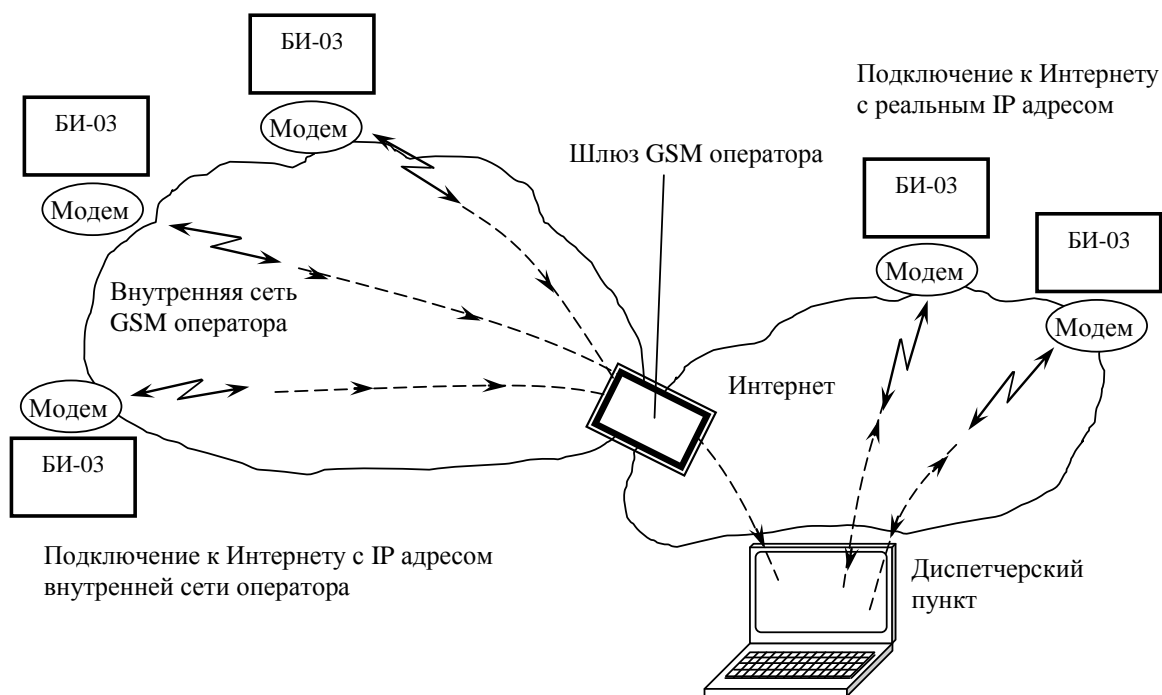 БИ-03
Подключение к Интернету
с реальным IP адресом
БИ-03
Модем
Шлюз GSM оператора
БИ-03
Модем
БИ-03
Модем
Внутренняя сеть
GSM оператора
Модем
Интернет
Модем
БИ-03
Подключение к Интернету с IP адресом
внутренней сети оператора
Диспетчерский
пункт